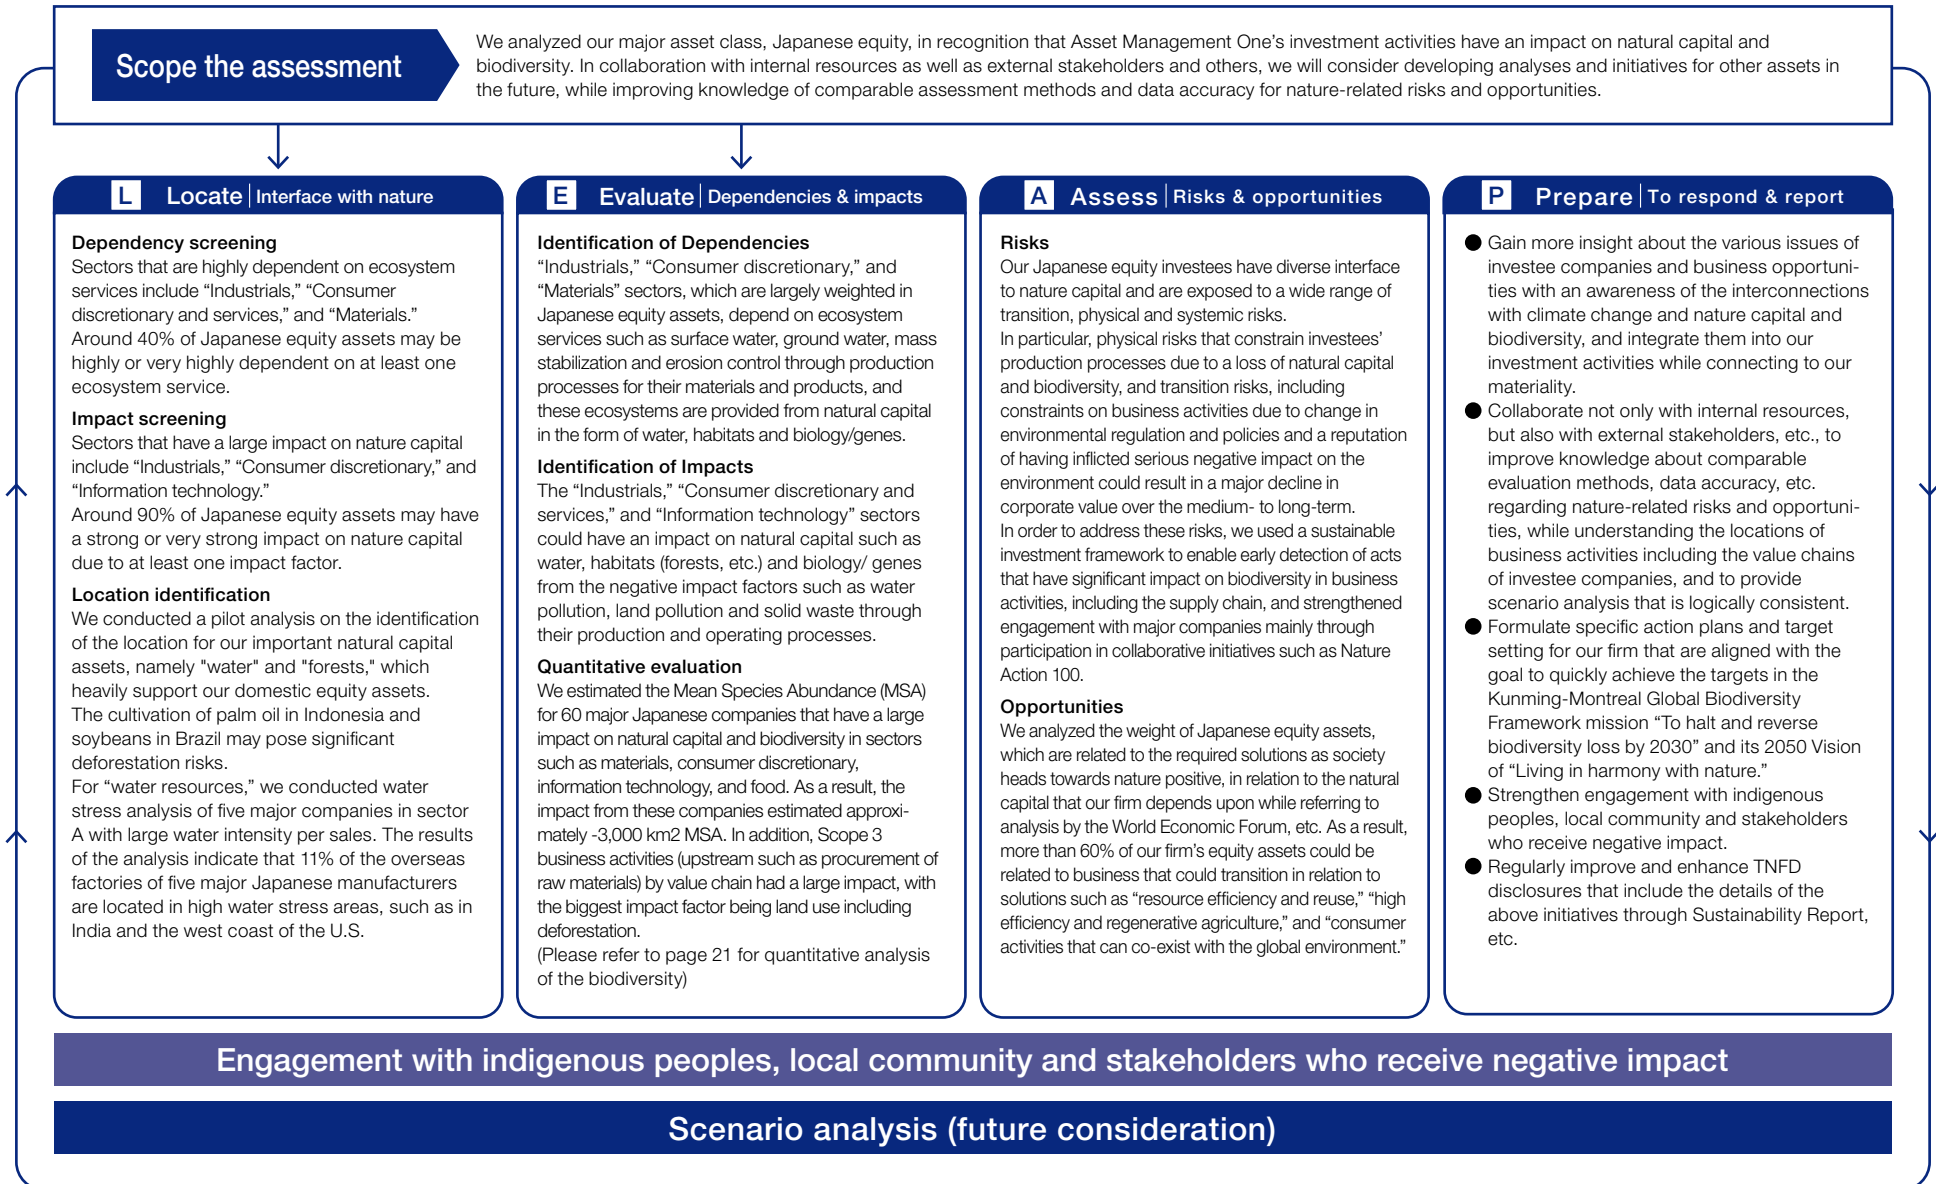 Scope the assessment
We analyzed our major asset class, Japanese equity, in recognition that Asset Management One’s investment activities have an impact on natural capital and
biodiversity. In collaboration with internal resources as well as external stakeholders and others, we will consider developing analyses and initiatives for other assets in
the future, while improving knowledge of comparable assessment methods and data accuracy for nature-related risks and opportunities.
L Locate | Interface with nature
Dependency screening
Sectors that are highly dependent on ecosystem
services include “Industrials,” “Consumer
discretionary and services,” and “Materials.”
Around 40% of Japanese equity assets may be
highly or very highly dependent on at least one
ecosystem service.
Impact screening
Sectors that have a large impact on nature capital
include “Industrials,” “Consumer discretionary,” and
“Information technology.”
Around 90% of Japanese equity assets may have
a strong or very strong impact on nature capital
due to at least one impact factor.
Location identification
We conducted a pilot analysis on the identification
of the location for our important natural capital
assets, namely "water" and "forests," which
heavily support our domestic equity assets.
The cultivation of palm oil in Indonesia and
soybeans in Brazil may pose significant
deforestation risks.
For “water resources,” we conducted water
stress analysis of five major companies in sector
A with large water intensity per sales. The results
of the analysis indicate that 11% of the overseas
factories of five major Japanese manufacturers
are located in high water stress areas, such as in
India and the west coast of the U.S.
E Evaluate | Dependencies & impacts
Identification of Dependencies
“Industrials,” “Consumer discretionary,” and
“Materials” sectors, which are largely weighted in
Japanese equity assets, depend on ecosystem
services such as surface water, ground water, mass
stabilization and erosion control through production
processes for their materials and products, and
these ecosystems are provided from natural capital
in the form of water, habitats and biology/genes.
Identification of Impacts
The “Industrials,” “Consumer discretionary and
services,” and “Information technology” sectors
could have an impact on natural capital such as
water, habitats (forests, etc.) and biology/ genes
from the negative impact factors such as water
pollution, land pollution and solid waste through
their production and operating processes.
Quantitative evaluation
We estimated the Mean Species Abundance (MSA)
for 60 major Japanese companies that have a large
impact on natural capital and biodiversity in sectors
such as materials, consumer discretionary,
information technology, and food. As a result, the
impact from these companies estimated approxi-
mately -3,000 km2 MSA. In addition, Scope 3
business activities (upstream such as procurement of
raw materials) by value chain had a large impact, with
the biggest impact factor being land use including
deforestation.
(Please refer to page 21 for quantitative analysis
of the biodiversity)
A Assess | Risks & opportunities
Risks
Our Japanese equity investees have diverse interface
to nature capital and are exposed to a wide range of
transition, physical and systemic risks.
In particular, physical risks that constrain investees’
production processes due to a loss of natural capital
and biodiversity, and transition risks, including
constraints on business activities due to change in
environmental regulation and policies and a reputation
of having inflicted serious negative impact on the
environment could result in a major decline in
corporate value over the medium- to long-term.
In order to address these risks, we used a sustainable
investment framework to enable early detection of acts
that have significant impact on biodiversity in business
activities, including the supply chain, and strengthened
engagement with major companies mainly through
participation in collaborative initiatives such as Nature
Action 100.
Opportunities
We analyzed the weight of Japanese equity assets,
which are related to the required solutions as society
heads towards nature positive, in relation to the natural
capital that our firm depends upon while referring to
analysis by the World Economic Forum, etc. As a result,
more than 60% of our firm’s equity assets could be
related to business that could transition in relation to
solutions such as “resource efficiency and reuse,” “high
efficiency and regenerative agriculture,” and “consumer
activities that can co-exist with the global environment.”
P Prepare | To respond & report
● Gain more insight about the various issues of
investee companies and business opportuni-
ties with an awareness of the interconnections
with climate change and nature capital and
biodiversity, and integrate them into our
investment activities while connecting to our
materiality.
● Collaborate not only with internal resources,
but also with external stakeholders, etc., to
improve knowledge about comparable
evaluation methods, data accuracy, etc.
regarding nature-related risks and opportuni-
ties, while understanding the locations of
business activities including the value chains
of investee companies, and to provide
scenario analysis that is logically consistent.
● Formulate specific action plans and target
setting for our firm that are aligned with the
goal to quickly achieve the targets in the
Kunming-Montreal Global Biodiversity
Framework mission “To halt and reverse
biodiversity loss by 2030” and its 2050 Vision
of “Living in harmony with nature.”
● Strengthen engagement with indigenous
peoples, local community and stakeholders
who receive negative impact.
● Regularly improve and enhance TNFD
disclosures that include the details of the
above initiatives through Sustainability Report,
etc.
Engagement with indigenous peoples, local community and stakeholders who receive negative impact
Scenario analysis (future consideration)